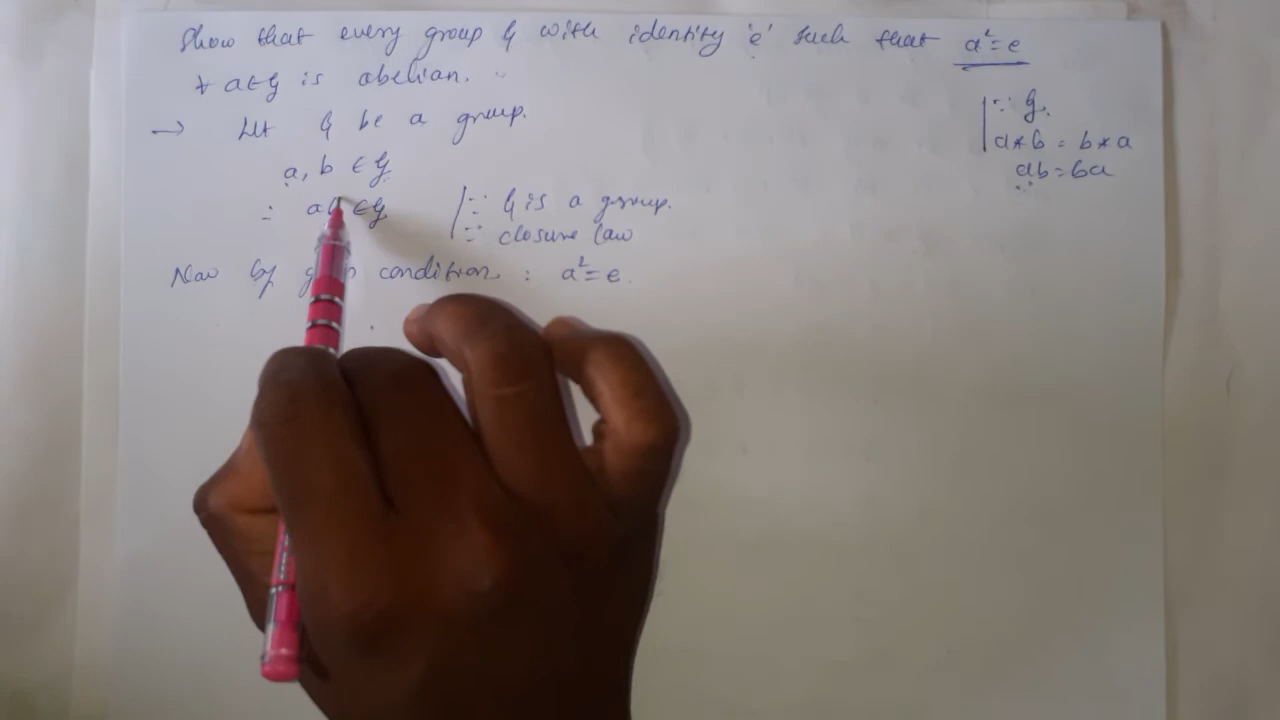 Show that every group G with identity 'e' such that a²=e
∀ a∈G is abelian.
→ Let G be a group.
a, b ∈G
∴ ab ∈G
∵ G is a group.
∵ closure law
Now by condition : a²=e.
∵ G.
a*b = b*a
ab=ba